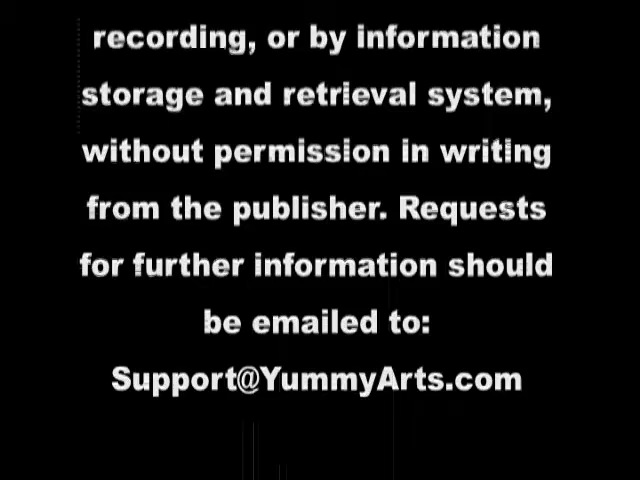 recording, or by information
storage and retrieval system,
without permission in writing
from the publisher. Requests
for further information should
be emailed to:
Support@YummyArts.com